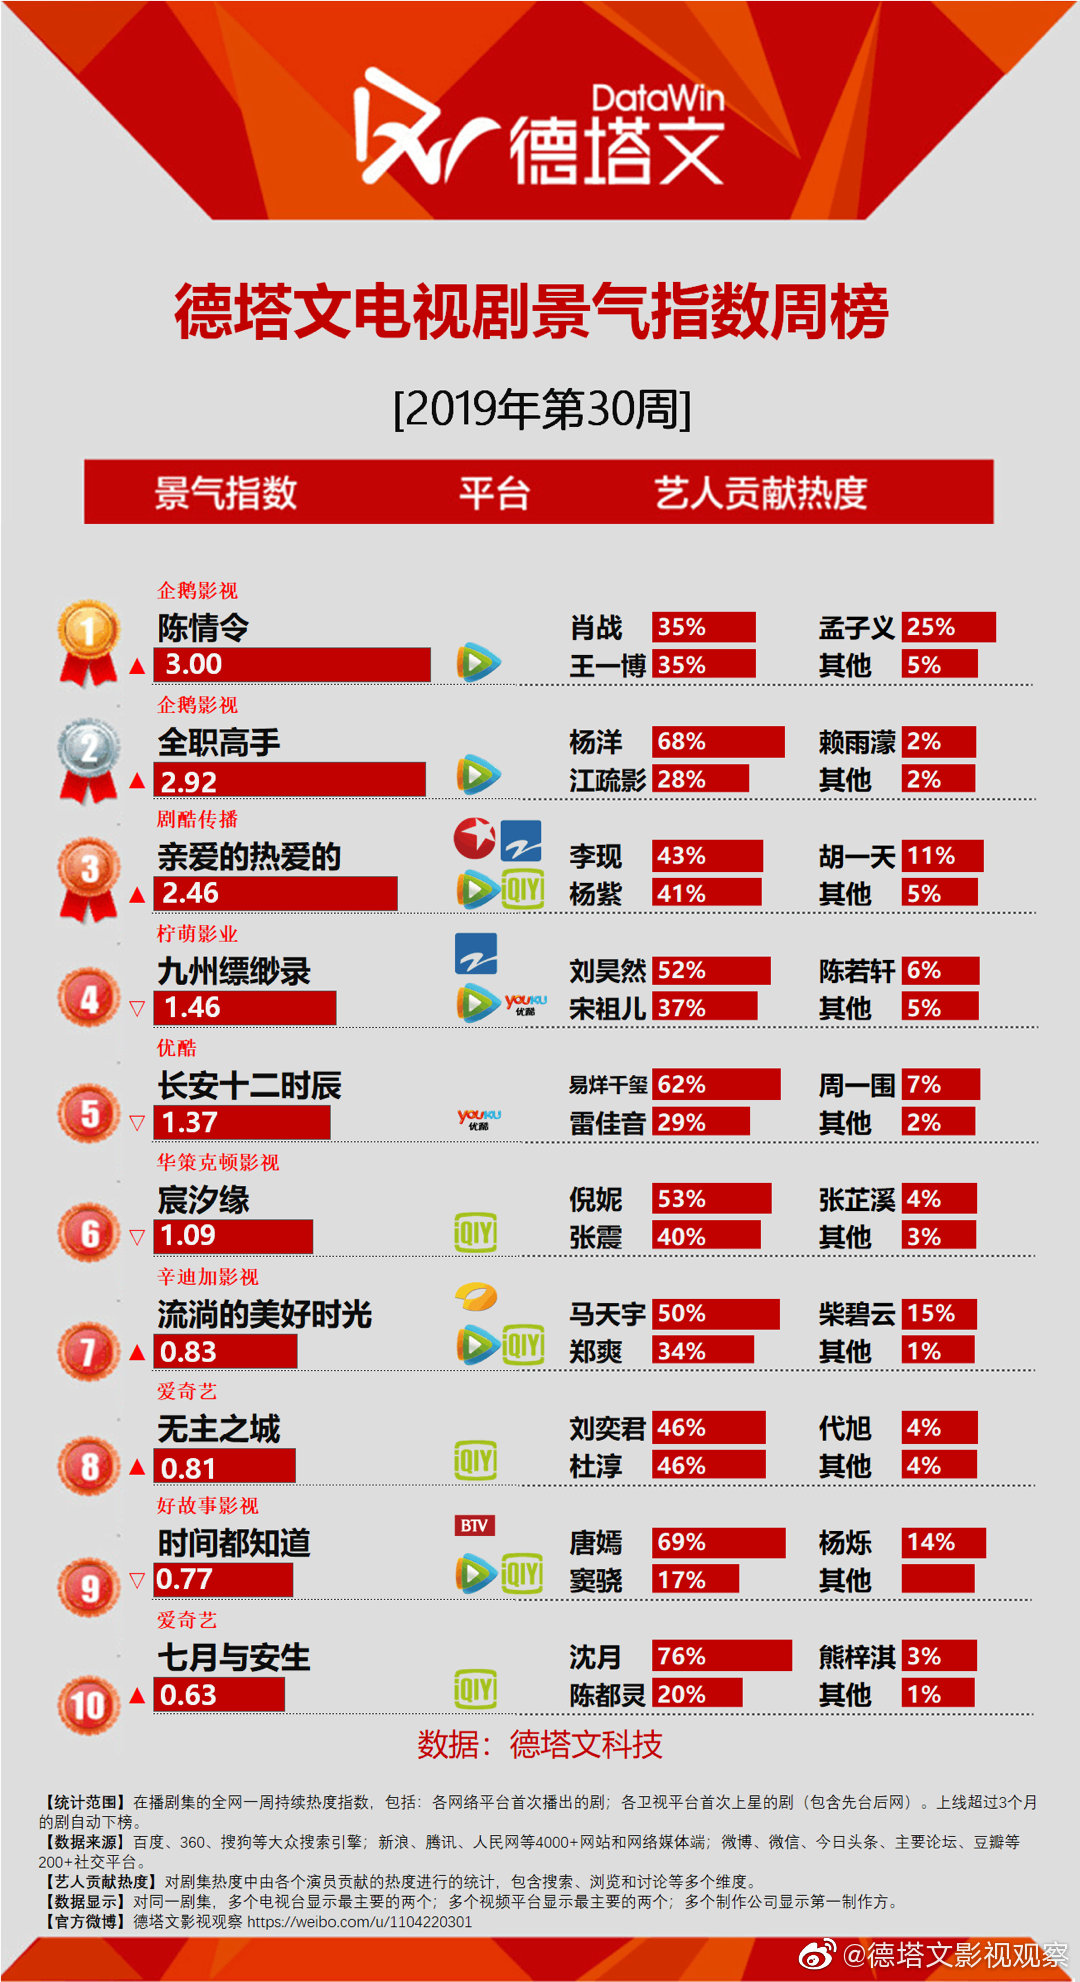 DataWin
德塔文
德塔文电视剧景气指数周榜
[2019年第30周]
景气指数 平台 艺人贡献热度
企鹅影视
1 陈情令 肖战 35% 孟子义 25%
▲ 3.00 王一博 35% 其他 5%
企鹅影视
2 全职高手 杨洋 68% 赖雨濛 2%
▲ 2.92 江疏影 28% 其他 2%
剧酷传播
3 亲爱的热爱的 李现 43% 胡一天 11%
▲ 2.46 iQIYI 杨紫 41% 其他 5%
柠萌影业
4 九州缥缈录 刘昊然 52% 陈若轩 6%
▽ 1.46 YOUKU 优酷 宋祖儿 37% 其他 5%
优酷
5 长安十二时辰 易烊千玺 62% 周一围 7%
▽ 1.37 YOUKU 优酷 雷佳音 29% 其他 2%
华策克顿影视
6 宸汐缘 倪妮 53% 张芷溪 4%
▽ 1.09 iQIYI 张震 40% 其他 3%
辛迪加影视
7 流淌的美好时光 马天宇 50% 柴碧云 15%
▲ 0.83 iQIYI 郑爽 34% 其他 1%
爱奇艺
8 无主之城 刘奕君 46% 代旭 4%
▲ 0.81 iQIYI 杜淳 46% 其他 4%
好故事影视
9 时间都知道 BTV 唐嫣 69% 杨烁 14%
▽ 0.77 iQIYI 窦骁 17% 其他
爱奇艺
10 七月与安生 沈月 76% 熊梓淇 3%
▲ 0.63 iQIYI 陈都灵 20% 其他 1%
数据：德塔文科技
【统计范围】在播剧集的全网一周持续热度指数，包括：各网络平台首次播出的剧；各卫视平台首次上星的剧（包含先台后网）。上线超过3个月
的剧自动下榜。
【数据来源】百度、360、搜狗等大众搜索引擎；新浪、腾讯、人民网等4000+网站和网络媒体端；微博、微信、今日头条、主要论坛、豆瓣等
200+社交平台。
【艺人贡献热度】对剧集热度中由各个演员贡献的热度进行的统计，包含搜索、浏览和讨论等多个维度。
【数据显示】对同一剧集，多个电视台显示最主要的两个；多个视频平台显示最主要的两个；多个制作公司显示第一制作方。
【官方微博】德塔文影视观察 https://weibo.com/u/1104220301
@德塔文影视观察